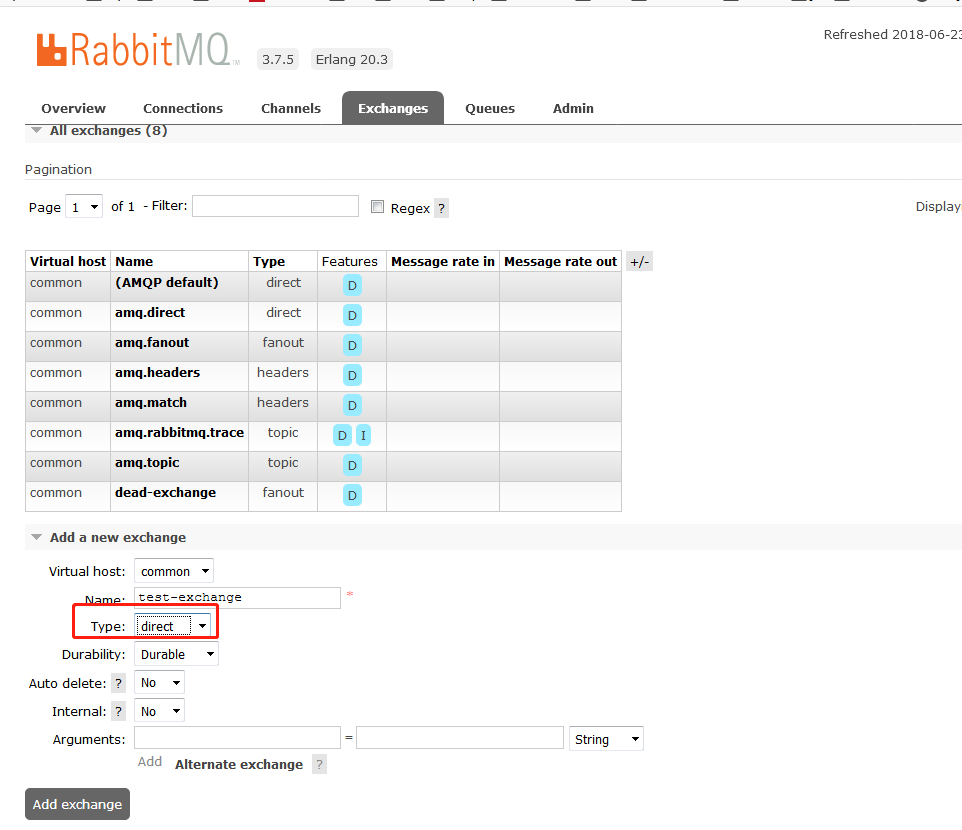 Refreshed 2018-06-23
RabbitMQ™ 3.7.5 Erlang 20.3
Overview Connections Channels Exchanges Queues Admin
All exchanges (8)
Pagination
Page 1 of 1 - Filter: Regex ?
Display
Virtual host Name Type Features Message rate in Message rate out +/-
common (AMQP default) direct D
common amq.direct direct D
common amq.fanout fanout D
common amq.headers headers D
common amq.match headers D
common amq.rabbitmq.trace topic D I
common amq.topic topic D
common dead-exchange fanout D
Add a new exchange
Virtual host: common
Name: test-exchange *
Type: direct
Durability: Durable
Auto delete: ? No
Internal: ? No
Arguments: = String
Add Alternate exchange ?
Add exchange